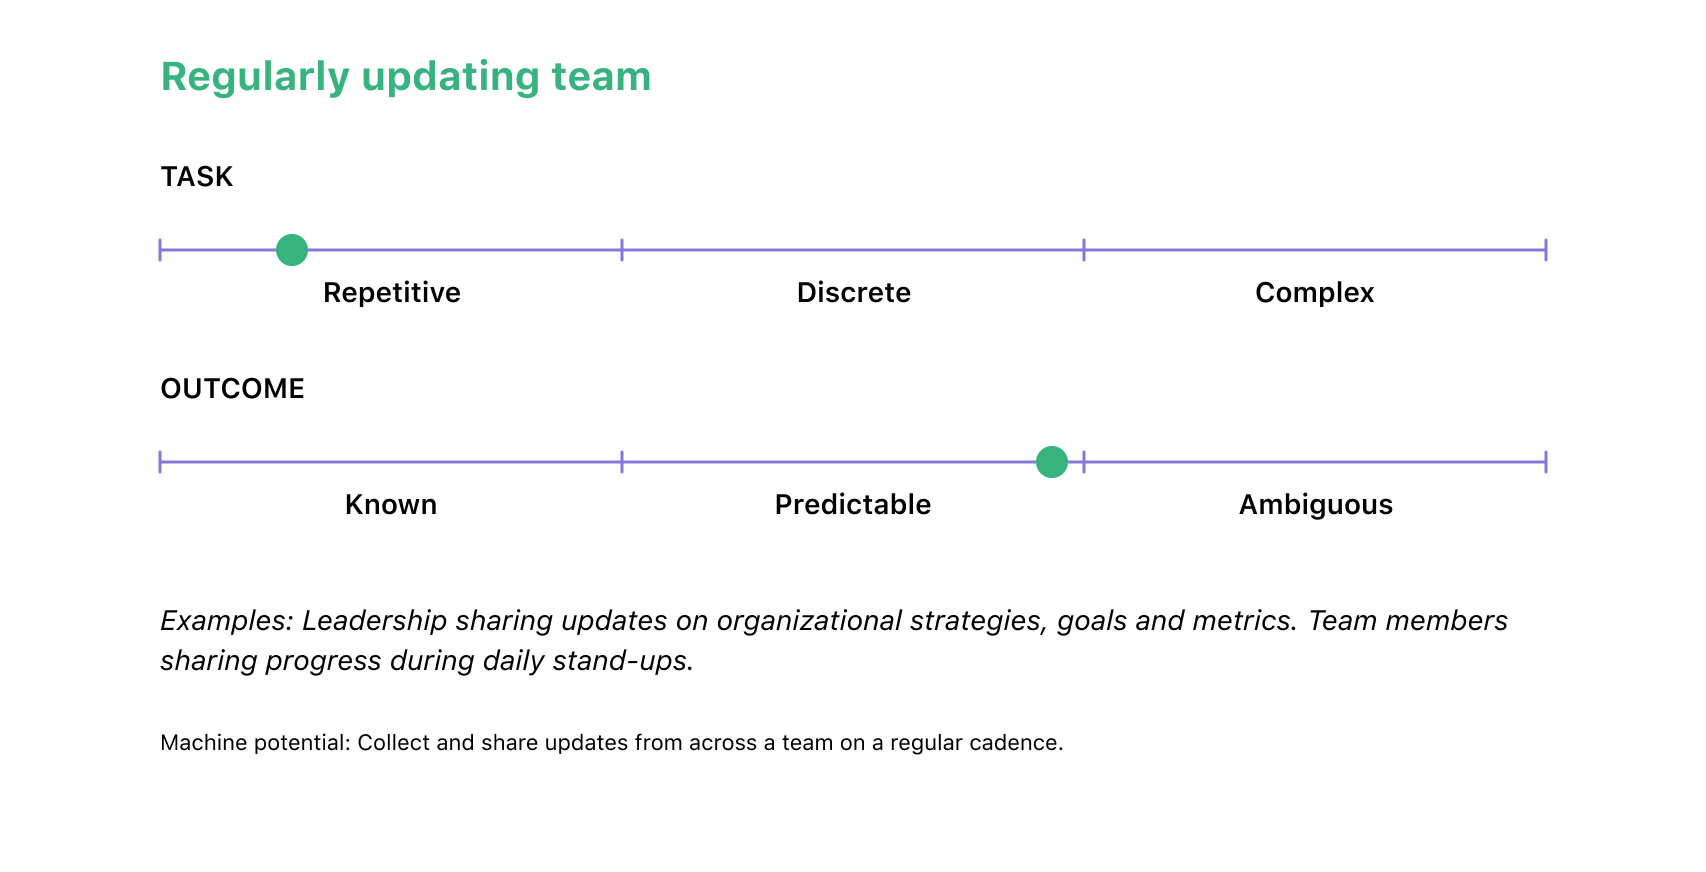 Regularly updating team
TASK
Repetitive Discrete Complex
OUTCOME
Known Predictable Ambiguous
Examples: Leadership sharing updates on organizational strategies, goals and metrics. Team members
sharing progress during daily stand-ups.
Machine potential: Collect and share updates from across a team on a regular cadence.